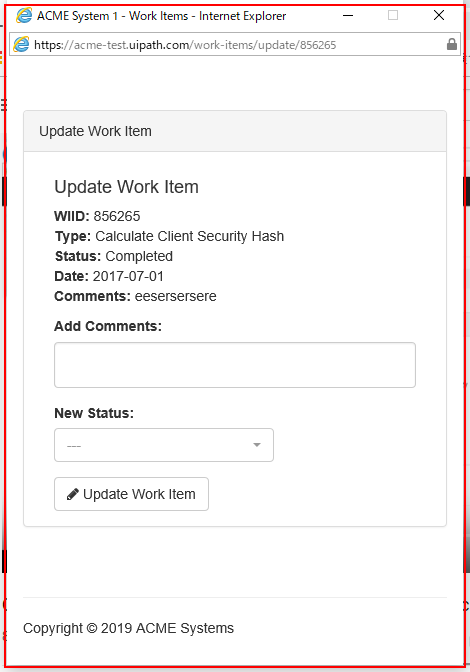 ACME System 1 - Work Items - Internet Explorer
https://acme-test.uipath.com/work-items/update/856265
Update Work Item
Update Work Item
WIID: 856265
Type: Calculate Client Security Hash
Status: Completed
Date: 2017-07-01
Comments: eesersersere
Add Comments:
New Status:
---
Update Work Item
Copyright © 2019 ACME Systems